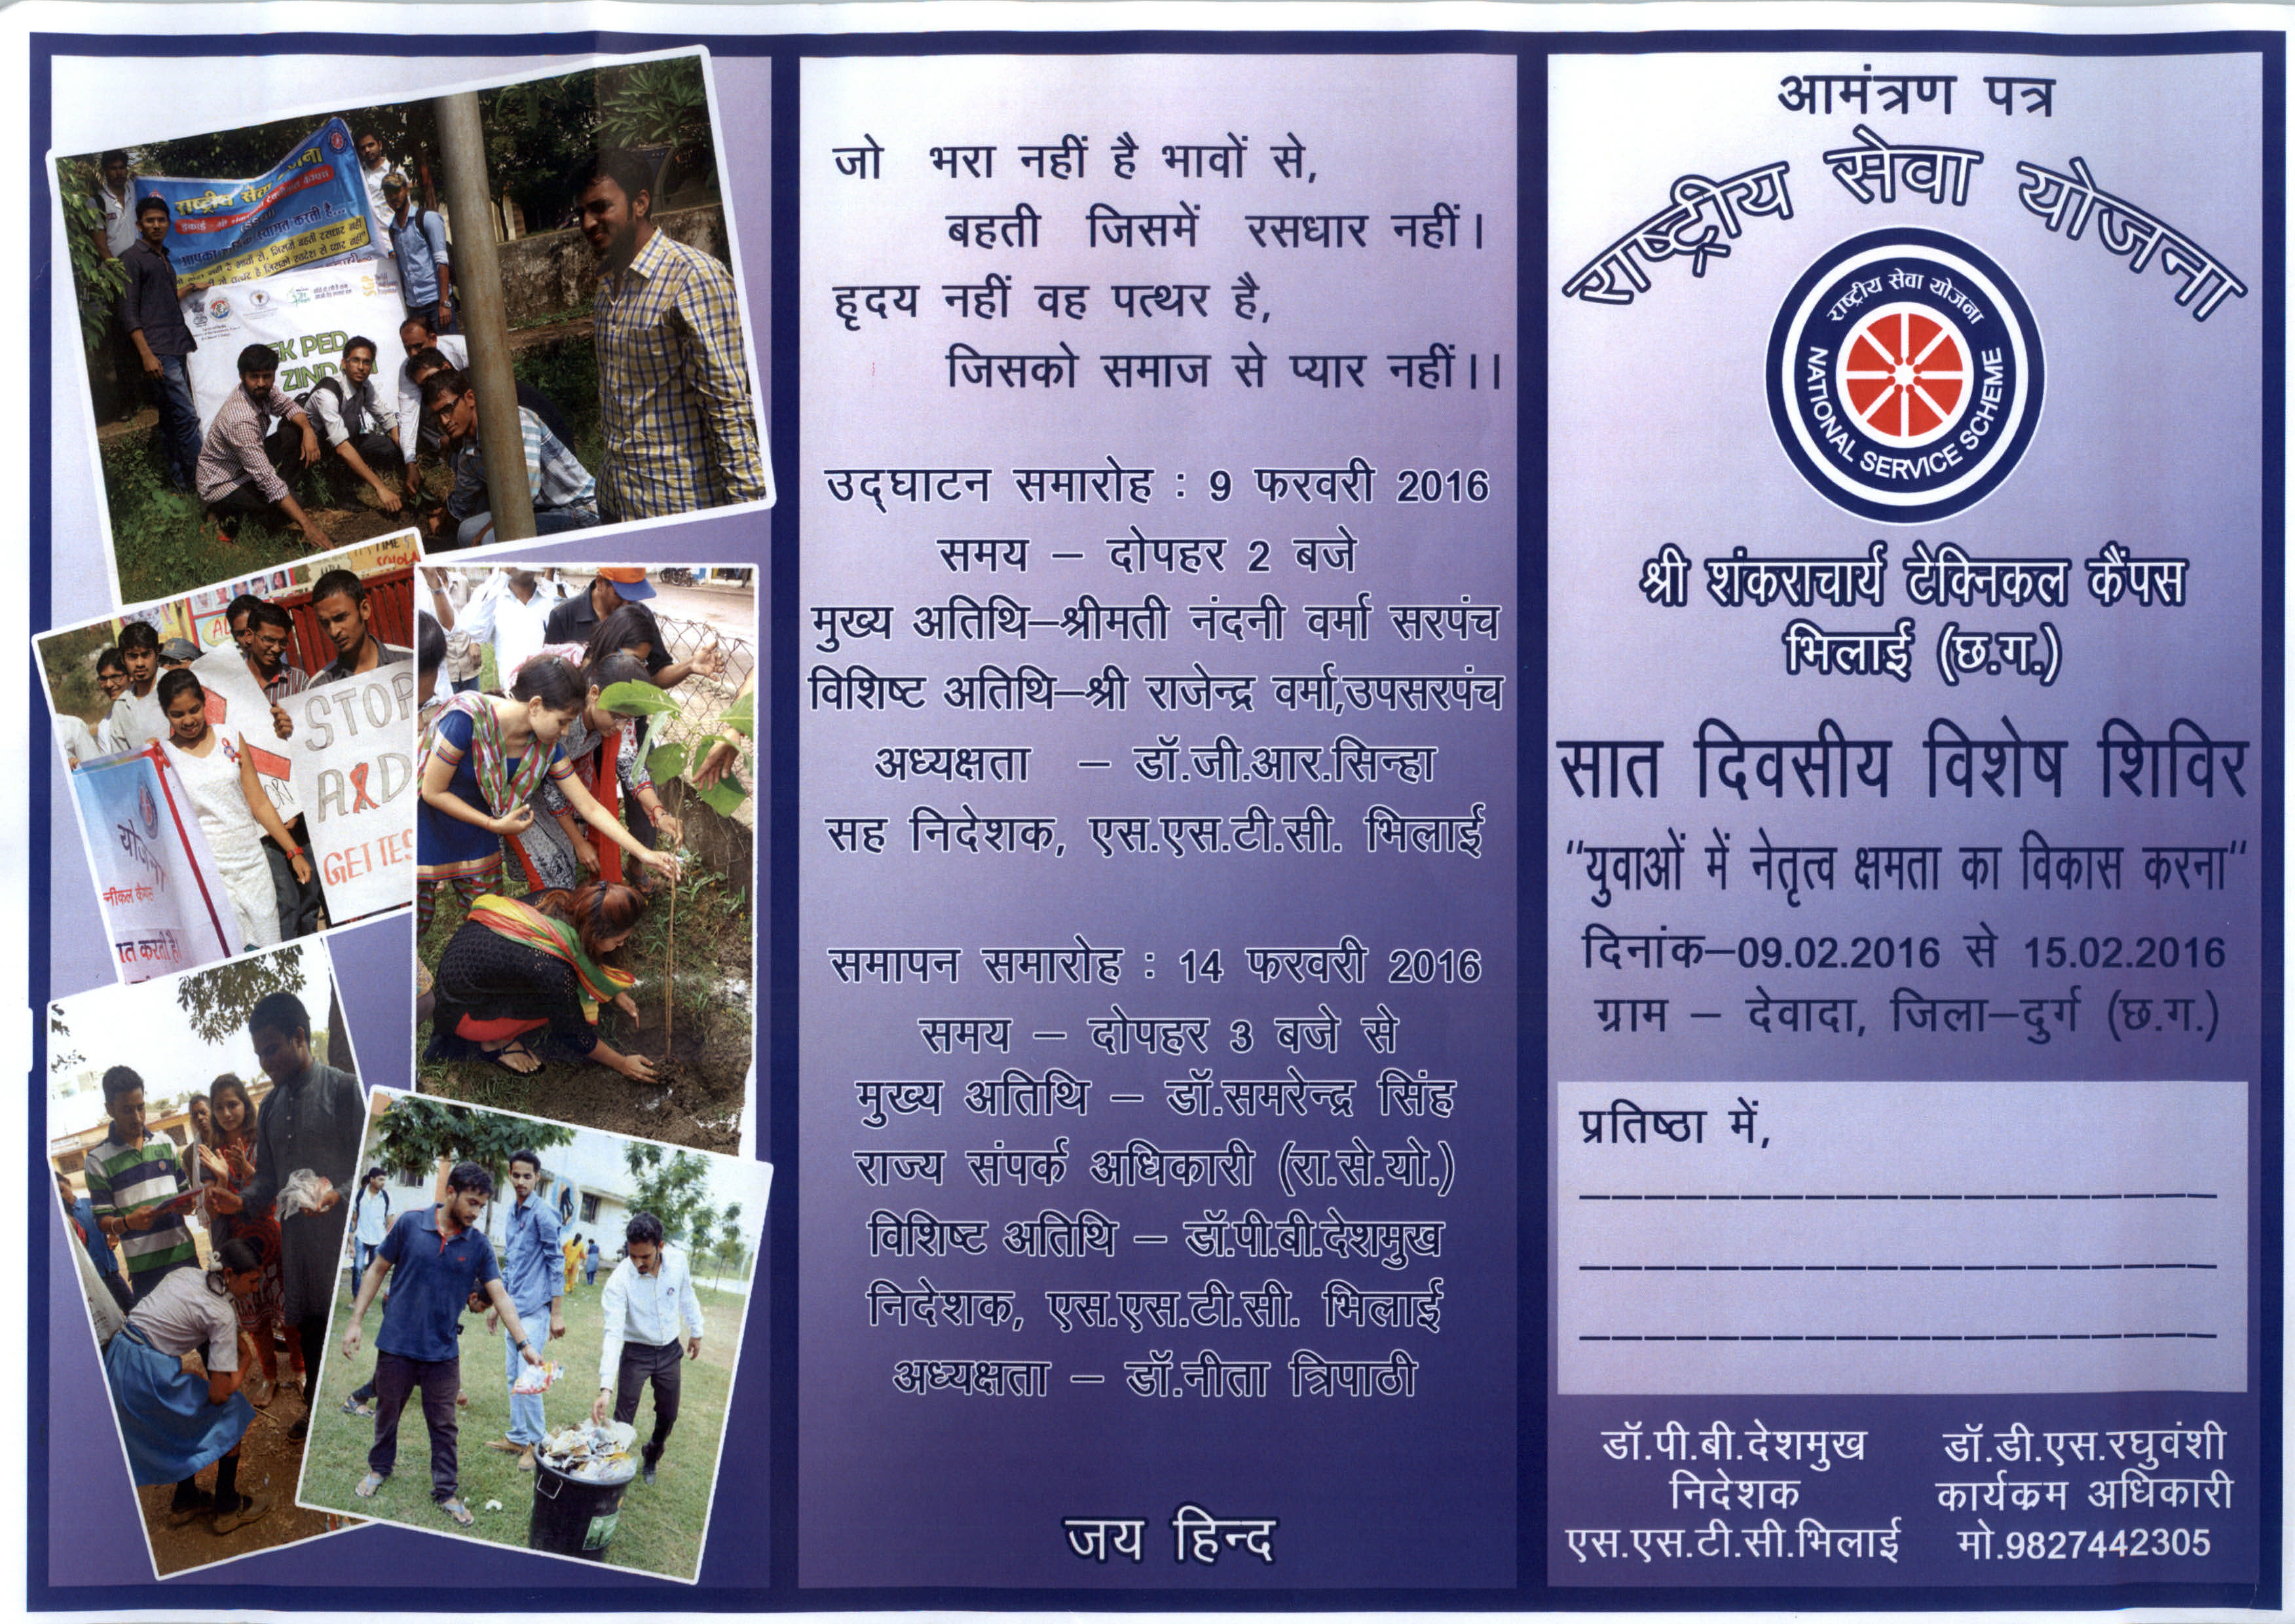 राष्ट्रीय सेवा
आपका हार्दिक स्वागत करती है...
EK PED
STOP
AID
GET TES
योजना
जो भरा नहीं है भावों से,
बहती जिसमें रसधार नहीं।
हृदय नहीं वह पत्थर है,
जिसको समाज से प्यार नहीं।।
उद्घाटन समारोह : 9 फरवरी 2016
समय – दोपहर 2 बजे
मुख्य अतिथि–श्रीमती नंदनी वर्मा सरपंच
विशिष्ट अतिथि–श्री राजेन्द्र वर्मा,उपसरपंच
अध्यक्षता – डॉ.जी.आर.सिन्हा
सह निदेशक, एस.एस.टी.सी. भिलाई
समापन समारोह : 14 फरवरी 2016
समय – दोपहर 3 बजे से
मुख्य अतिथि – डॉ.समरेन्द्र सिंह
राज्य संपर्क अधिकारी (रा.से.यो.)
विशिष्ट अतिथि – डॉ.पी.बी.देशमुख
निदेशक, एस.एस.टी.सी. भिलाई
अध्यक्षता – डॉ.नीता त्रिपाठी
जय हिन्द
आमंत्रण पत्र
राष्ट्रीय सेवा योजना
राष्ट्रीय सेवा योजना
NATIONAL SERVICE SCHEME
श्री शंकराचार्य टेक्निकल कैंपस
भिलाई (छ.ग.)
सात दिवसीय विशेष शिविर
“युवाओं में नेतृत्व क्षमता का विकास करना“
दिनांक–09.02.2016 से 15.02.2016
ग्राम – देवादा, जिला–दुर्ग (छ.ग.)
प्रतिष्ठा में,
डॉ.पी.बी.देशमुख
निदेशक
एस.एस.टी.सी.भिलाई
डॉ.डी.एस.रघुवंशी
कार्यक्रम अधिकारी
मो.9827442305